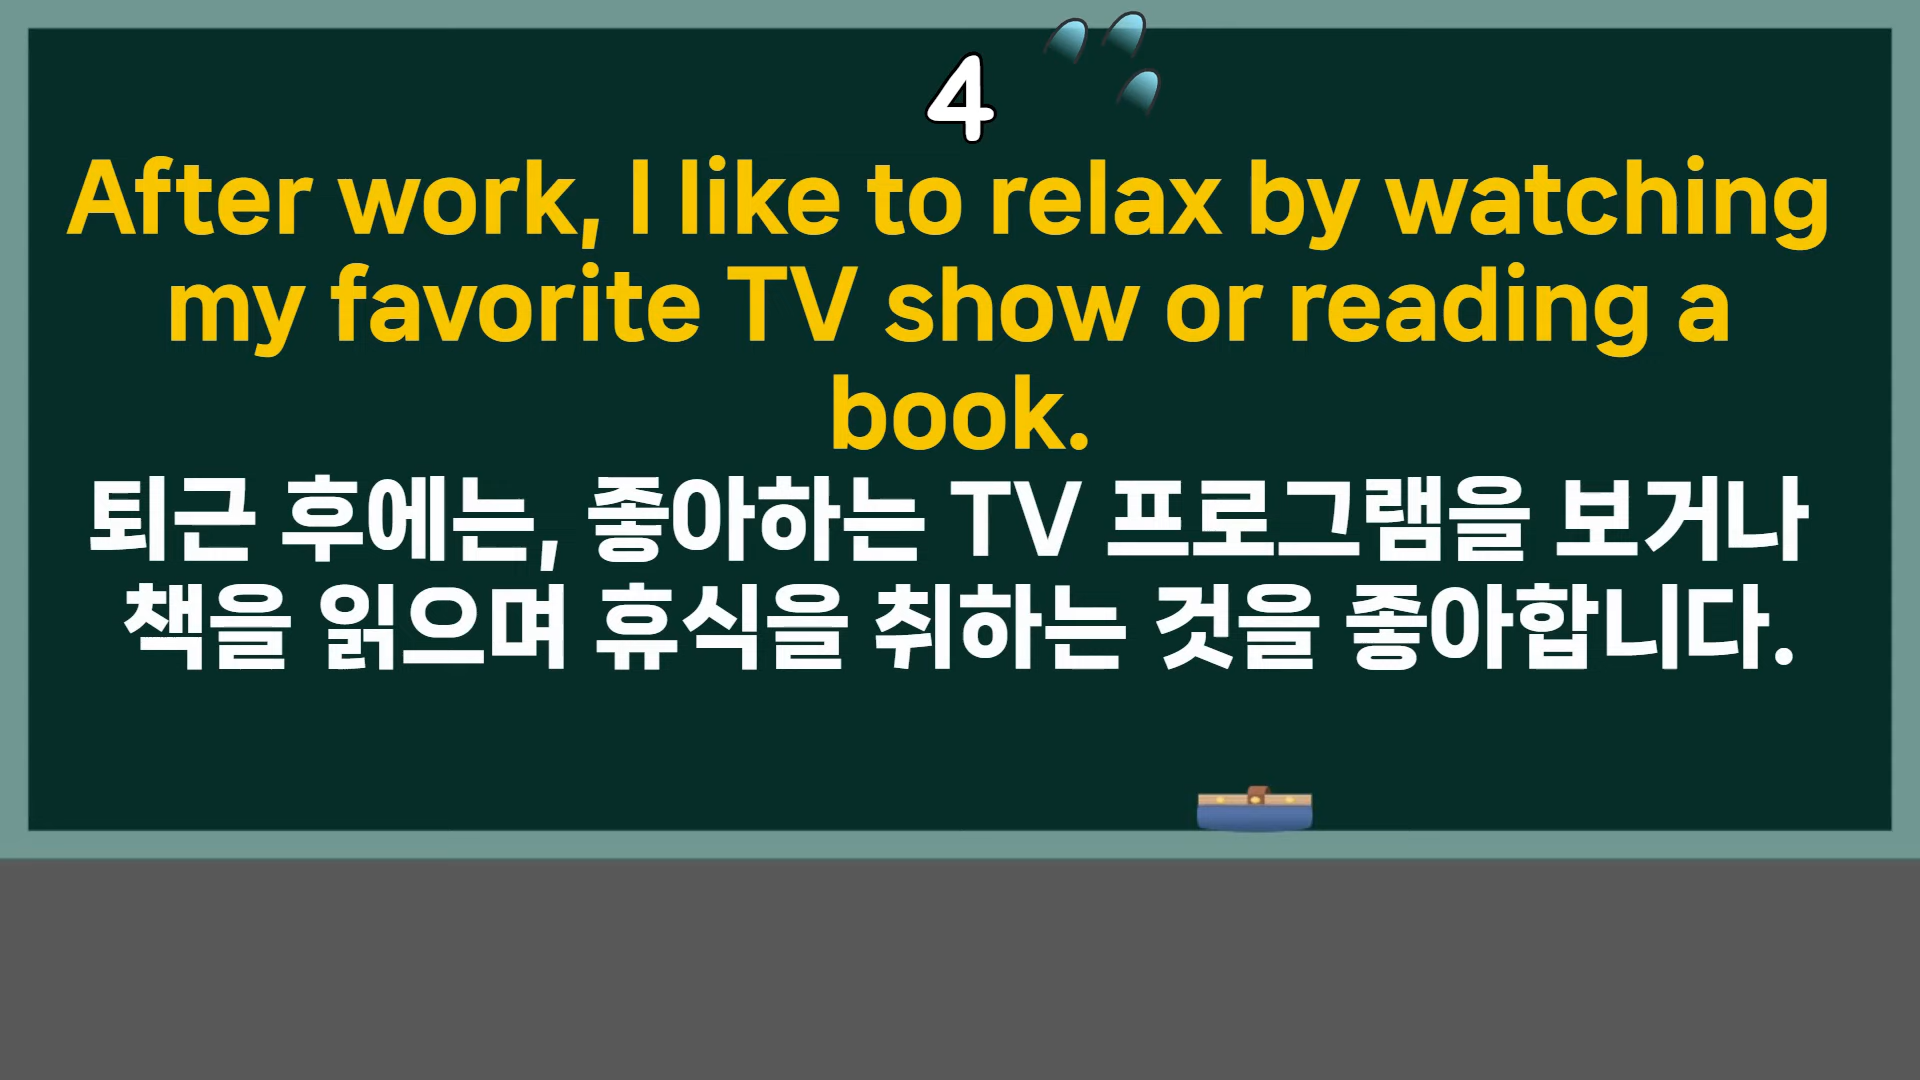 4
After work, I like to relax by watching
my favorite TV show or reading a
book.
퇴근 후에는, 좋아하는 TV 프로그램을 보거나
책을 읽으며 휴식을 취하는 것을 좋아합니다.